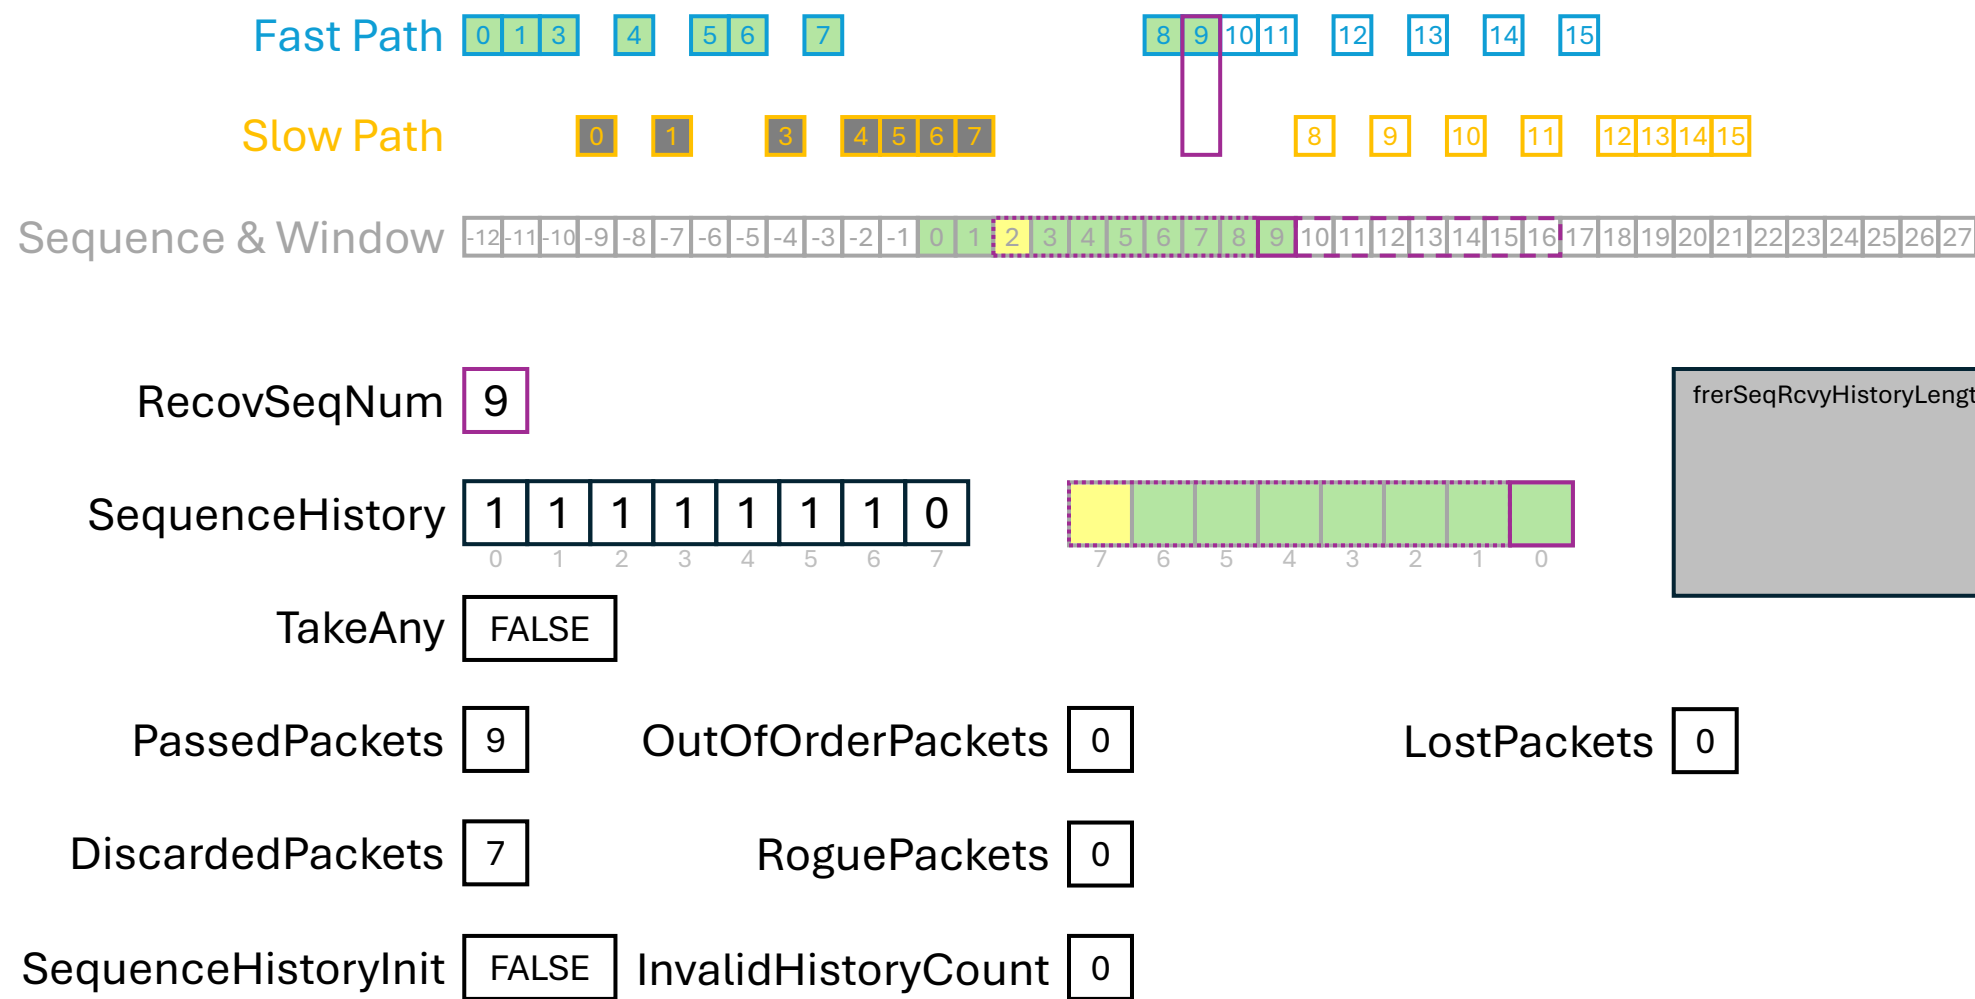 Fast Path 0 1 3 4 5 6 7 8 9 10 11 12 13 14 15
Slow Path 0 1 3 4 5 6 7 8 9 10 11 12 13 14 15
Sequence & Window -12 -11 -10 -9 -8 -7 -6 -5 -4 -3 -2 -1 0 1 2 3 4 5 6 7 8 9 10 11 12 13 14 15 16 17 18 19 20 21 22 23 24 25 26 27
RecovSeqNum 9
frerSeqRcvyHistoryLengt
SequenceHistory 1 1 1 1 1 1 1 0
0 1 2 3 4 5 6 7 7 6 5 4 3 2 1 0
TakeAny FALSE
PassedPackets 9 OutOfOrderPackets 0 LostPackets 0
DiscardedPackets 7 RoguePackets 0
SequenceHistoryInit FALSE InvalidHistoryCount 0